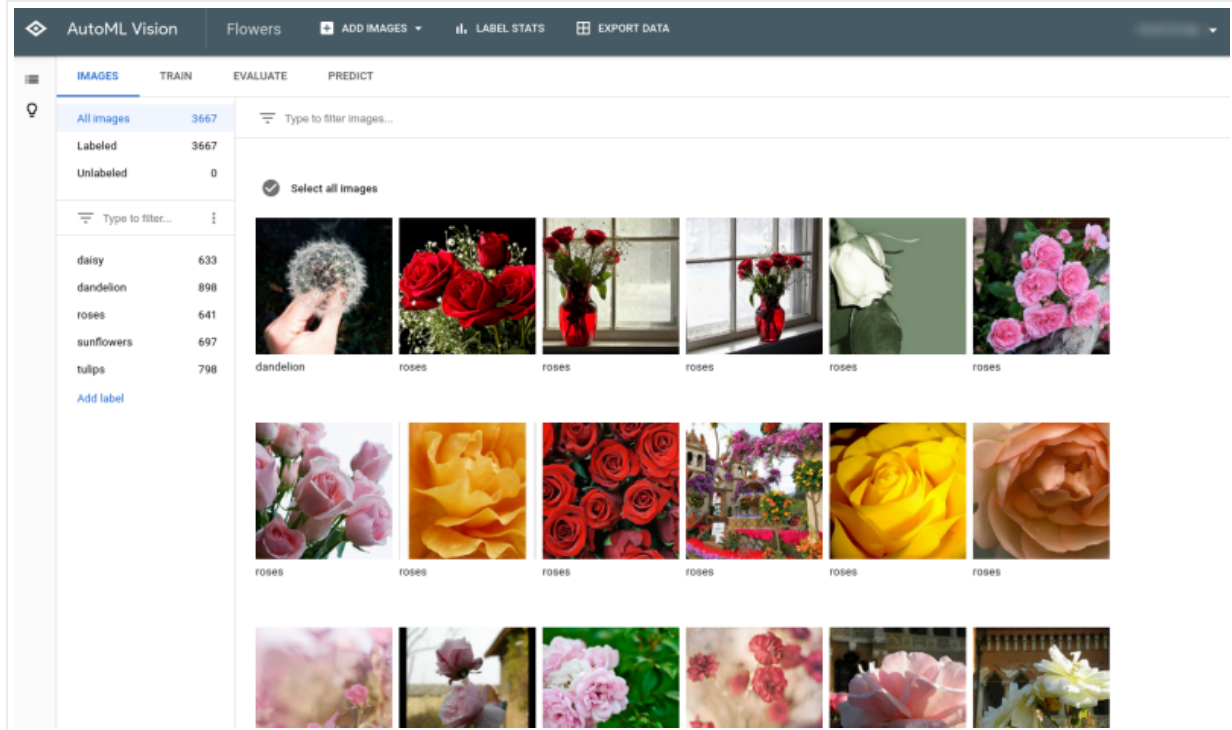 AutoML Vision Flowers ADD IMAGES LABEL STATS EXPORT DATA
IMAGES TRAIN EVALUATE PREDICT
All images 3667
Labeled 3667
Unlabeled 0
Type to filter...
daisy 633
dandelion 898
roses 641
sunflowers 697
tulips 798
Add label
Type to filter images...
Select all images
dandelion roses roses roses roses roses
roses roses roses roses roses roses